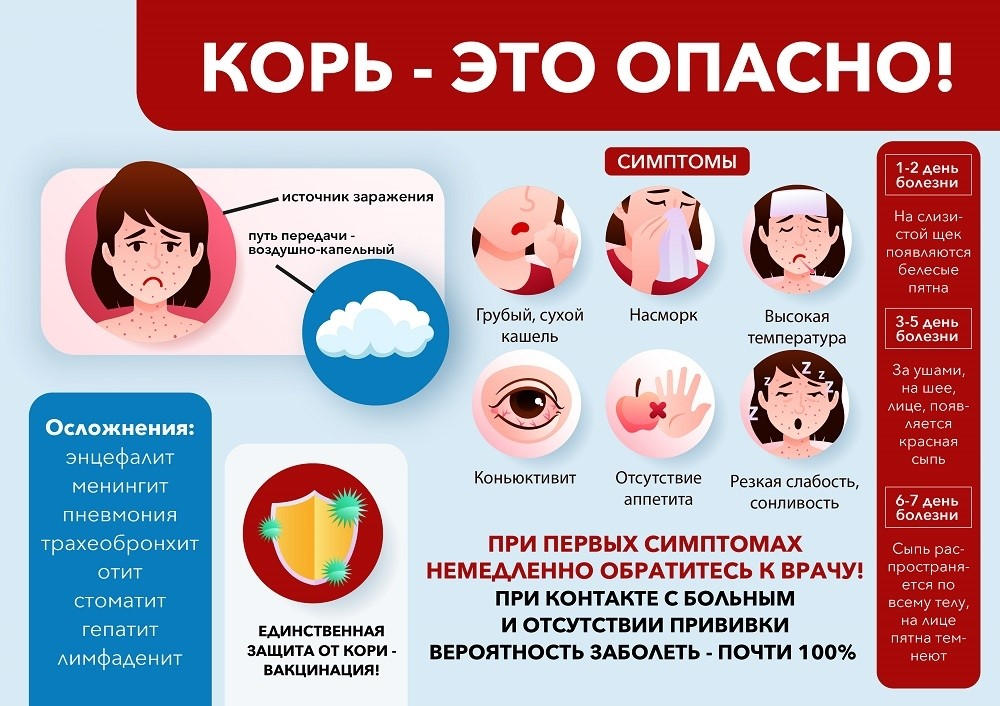 КОРЬ - ЭТО ОПАСНО!
источник заражения
путь передачи -
воздушно-капельный
СИМПТОМЫ
Грубый, сухой
кашель
Насморк
Высокая
температура
Z
Z
Z
Z
Коньюктивит
Отсутствие
аппетита
Резкая слабость,
сонливость
1-2 день
болезни
На слизи-
стой щек
появляются
белесые
пятна
3-5 день
болезни
За ушами,
на шее,
лице, появ-
ляется
красная
сыпь
6-7 день
болезни
Сыпь рас-
пространя-
ется по
всему телу,
на лице
пятна тем-
неют
Осложнения:
энцефалит
менингит
пневмония
трахеобронхит
отит
стоматит
гепатит
лимфаденит
ЕДИНСТВЕННАЯ
ЗАЩИТА ОТ КОРИ -
ВАКЦИНАЦИЯ!
ПРИ ПЕРВЫХ СИМПТОМАХ
НЕМЕДЛЕННО ОБРАТИТЕСЬ К ВРАЧУ!
ПРИ КОНТАКТЕ С БОЛЬНЫМ
И ОТСУТСТВИИ ПРИВИВКИ
ВЕРОЯТНОСТЬ ЗАБОЛЕТЬ - ПОЧТИ 100%